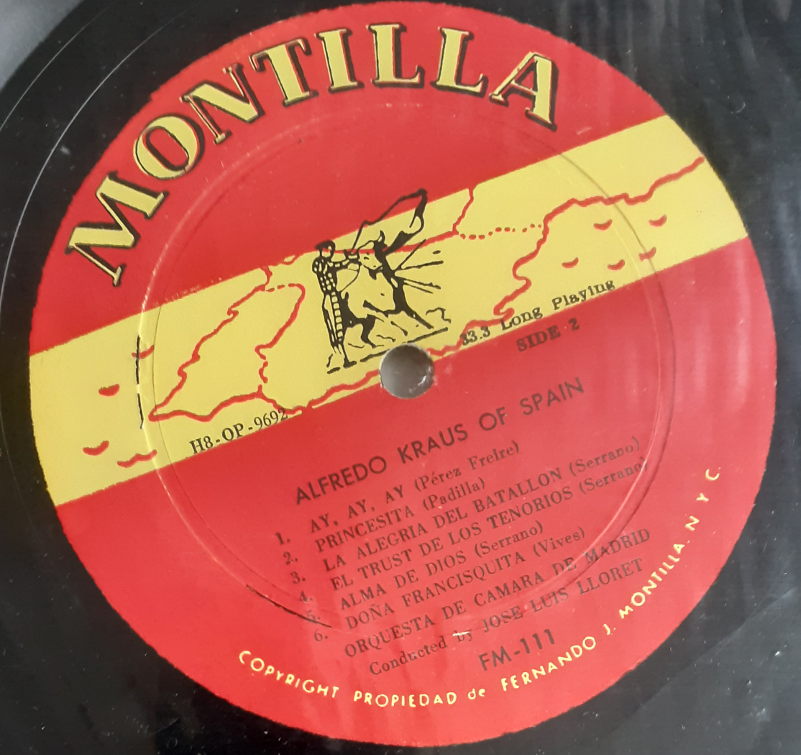 MONTILLA
33.3 Long Playing
SIDE 2
H8-OP-9692
ALFREDO KRAUS OF SPAIN
1. AY, AY, AY (Pérez Freire)
2. PRINCESITA (Padilla)
3. LA ALEGRIA DEL BATALLON (Serrano)
4. EL TRUST DE LOS TENORIOS (Serrano)
5. ALMA DE DIOS (Serrano)
6. DOÑA FRANCISQUITA (Vives)
ORQUESTA DE CAMARA DE MADRID
Conducted by JOSE LUIS LLORET
FM-111
COPYRIGHT PROPIEDAD de FERNANDO J. MONTILLA. N Y C.